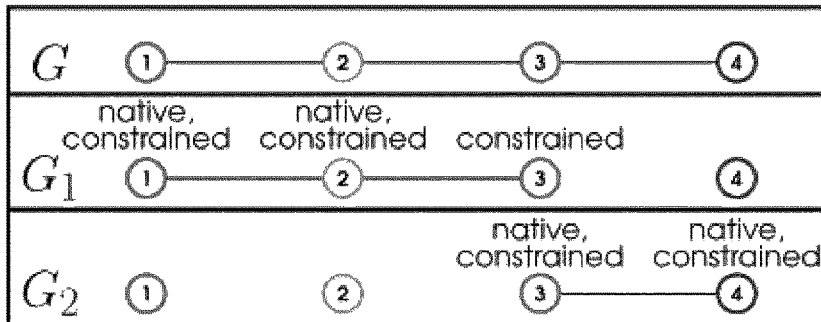 G 1 2 3 4
native, native,
constrained constrained constrained
G1 1 2 3 4
native, native,
constrained constrained
G2 1 2 3 4